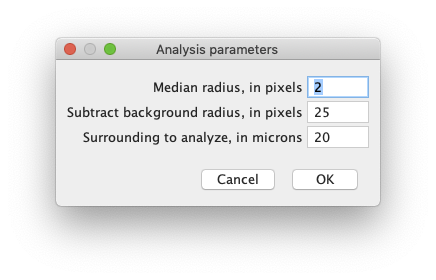 Analysis parameters
Median radius, in pixels 2
Subtract background radius, in pixels 25
Surrounding to analyze, in microns 20
Cancel OK